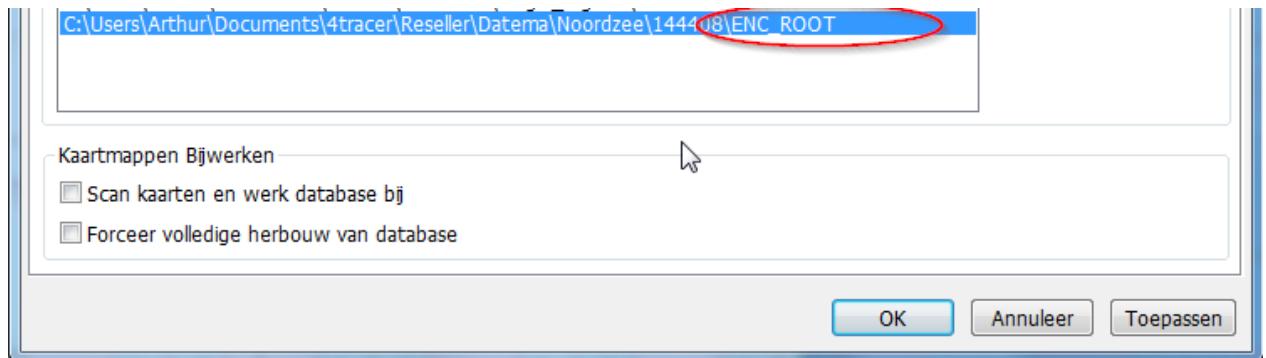 C:\Users\Arthur\Documents\4tracer\Reseller\Datema\Noordzee\144408\ENC_ROOT
Kaartmappen Bijwerken
Scan kaarten en werk database bij
Forceer volledige herbouw van database
OK
Annuleer
Toepassen